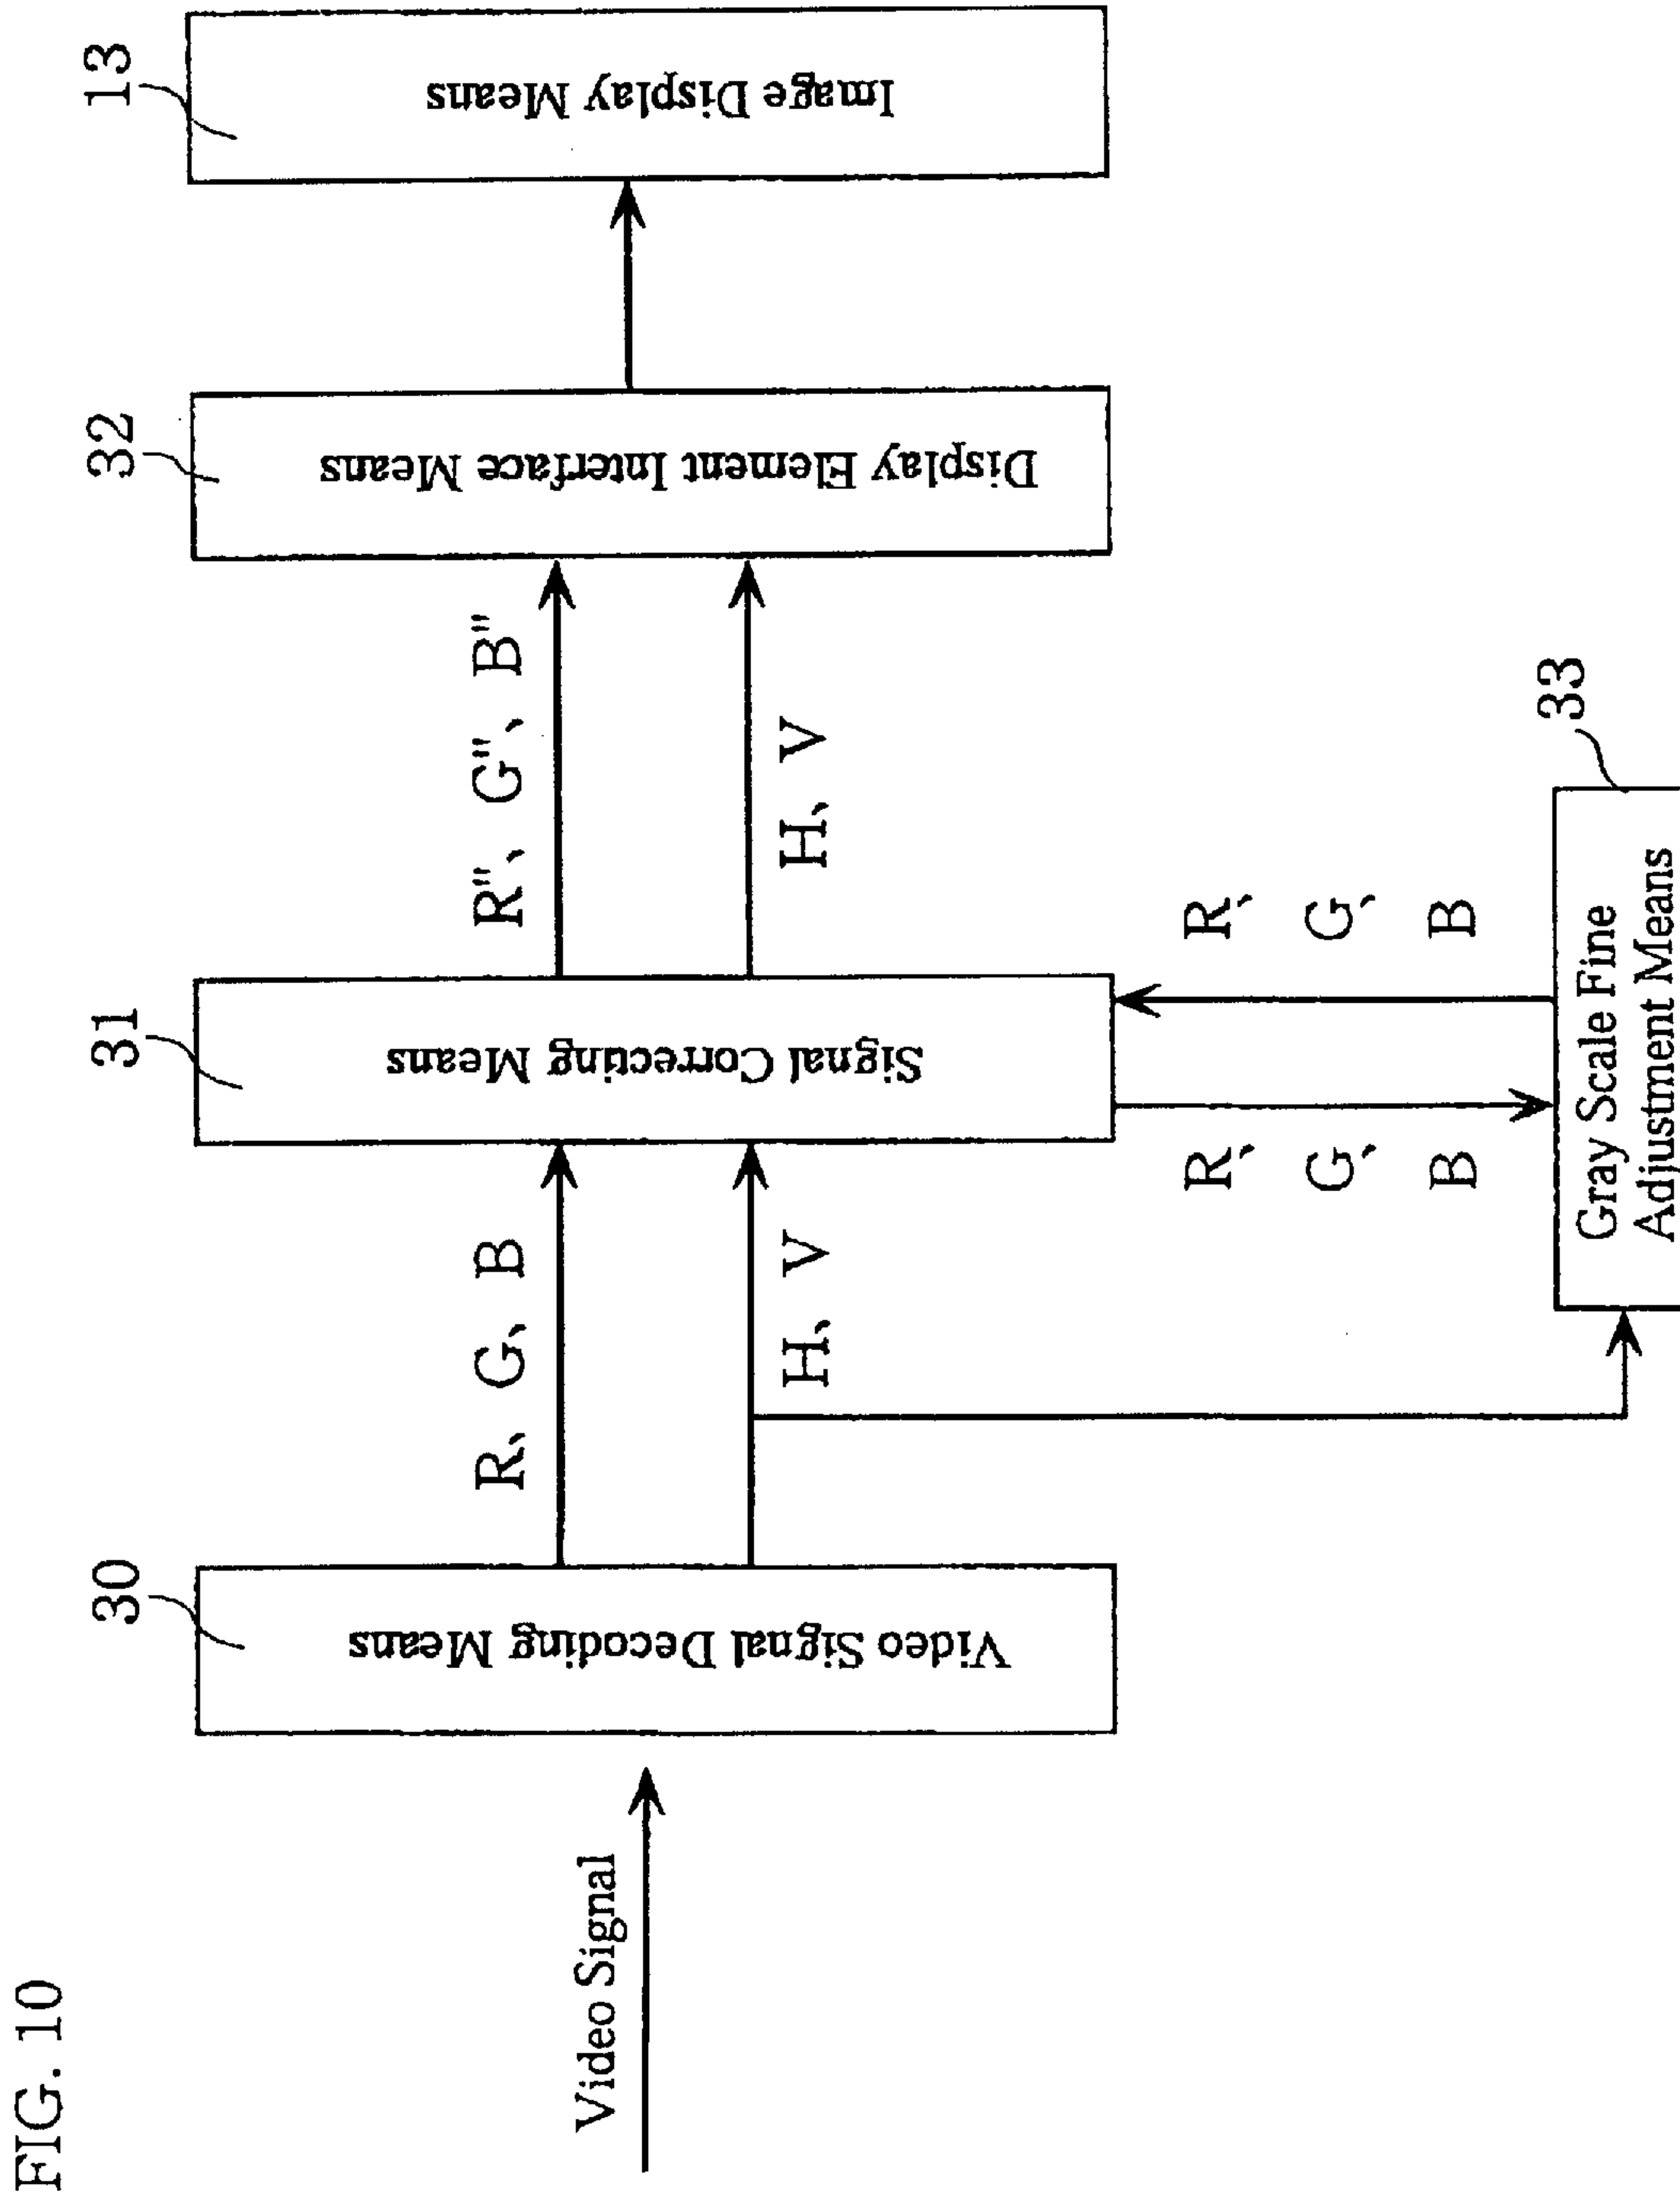 FIG. 10
Video Signal
30
Video Signal Decoding Means
R、G、B
H、V
31
Signal Correcting Means
R、
G、
B
R、
G、
B
33
Gray Scale Fine
Adjustment Means
R"、G"、B"
H、V
32
Display Element Interface Means
13
Image Display Means